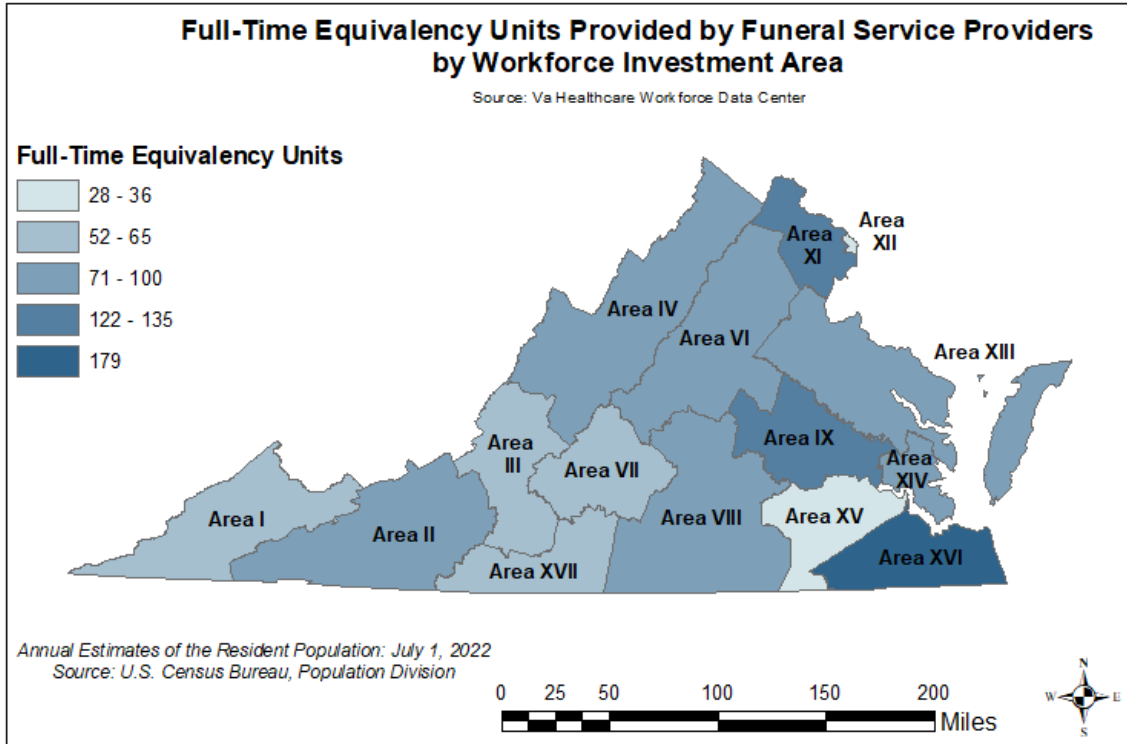 Full-Time Equivalency Units Provided by Funeral Service Providers
by Workforce Investment Area
Source: Va Healthcare Workforce Data Center
Full-Time Equivalency Units
28 - 36
52 - 65
71 - 100
122 - 135
179
Area
XII
Area
XI
Area IV
Area VI
Area XIII
Area IX
Area
III
Area VII
Area
XIV
Area I
Area II
Area VIII
Area XV
Area XVI
Area XVII
Annual Estimates of the Resident Population: July 1, 2022
Source: U.S. Census Bureau, Population Division
0 25 50 100 150 200
Miles
N
W E
S